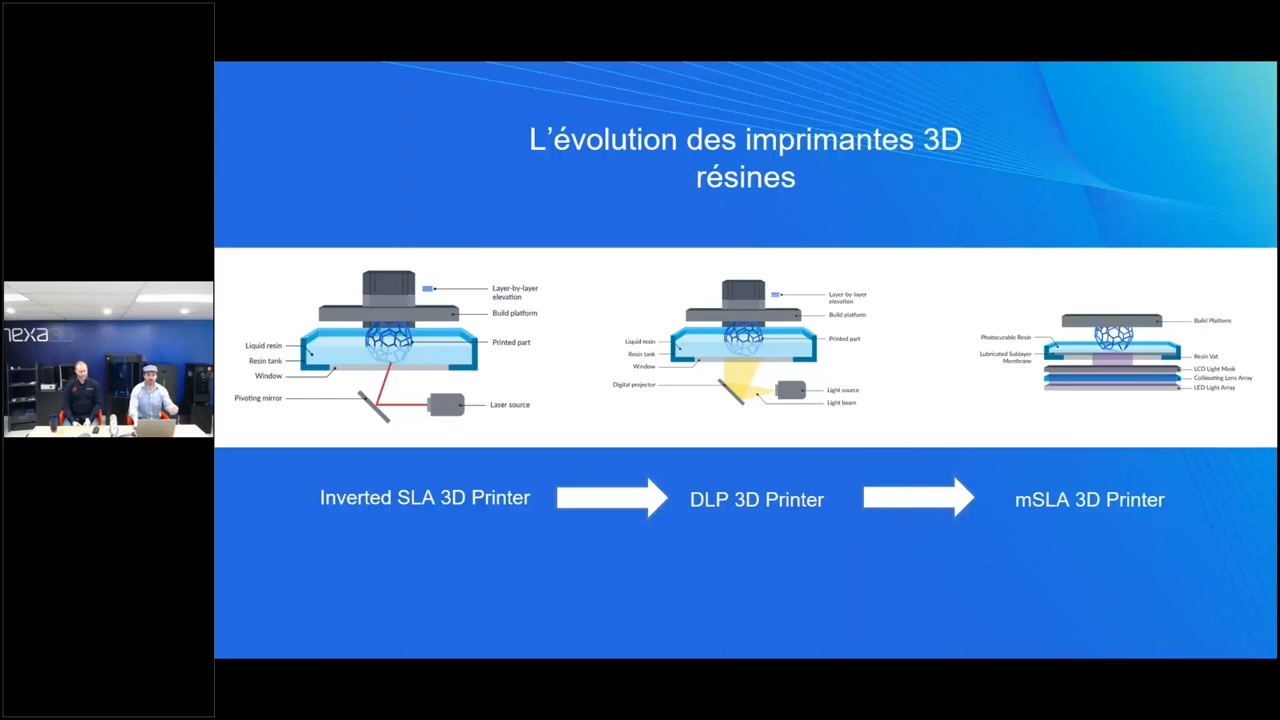 L'évolution des imprimantes 3D
résines
Layer-by-layer
elevation
Build platform
Printed part
Liquid resin
Resin tank
Window
Pivoting mirror
Laser source
Layer-by-layer
elevation
Build platform
Printed part
Liquid resin
Resin tank
Window
Digital projector
Light source
Light beam
Build Platform
Photocurable Resin
Lubricated Sublayer
Membrane
Resin Vat
LCD Light Mask
Collimating Lens Array
LED Light Array
nexa3D
Inverted SLA 3D Printer
DLP 3D Printer
mSLA 3D Printer